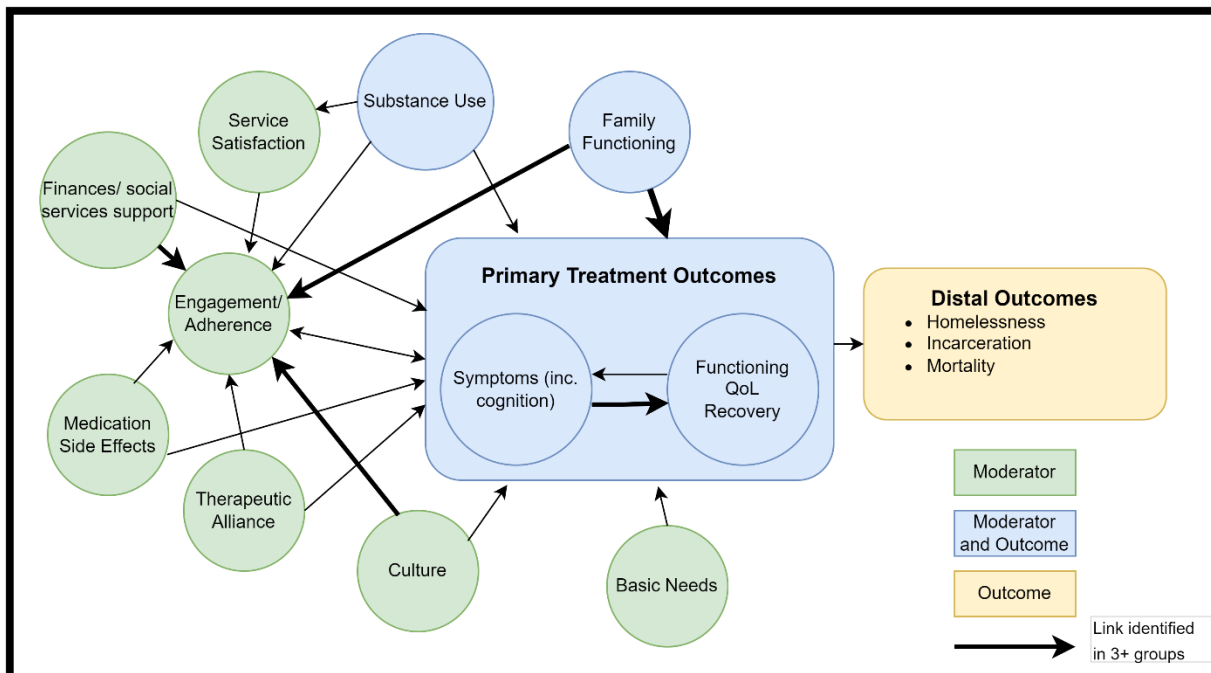 Substance Use
Family
Functioning
Service
Satisfaction
Finances/ social
services support
Engagement/
Adherence
Primary Treatment Outcomes
Symptoms (inc.
cognition)
Functioning
QoL
Recovery
Distal Outcomes
• Homelessness
• Incarceration
• Mortality
Medication
Side Effects
Therapeutic
Alliance
Culture
Basic Needs
Moderator
Moderator
and Outcome
Outcome
Link identified
in 3+ groups